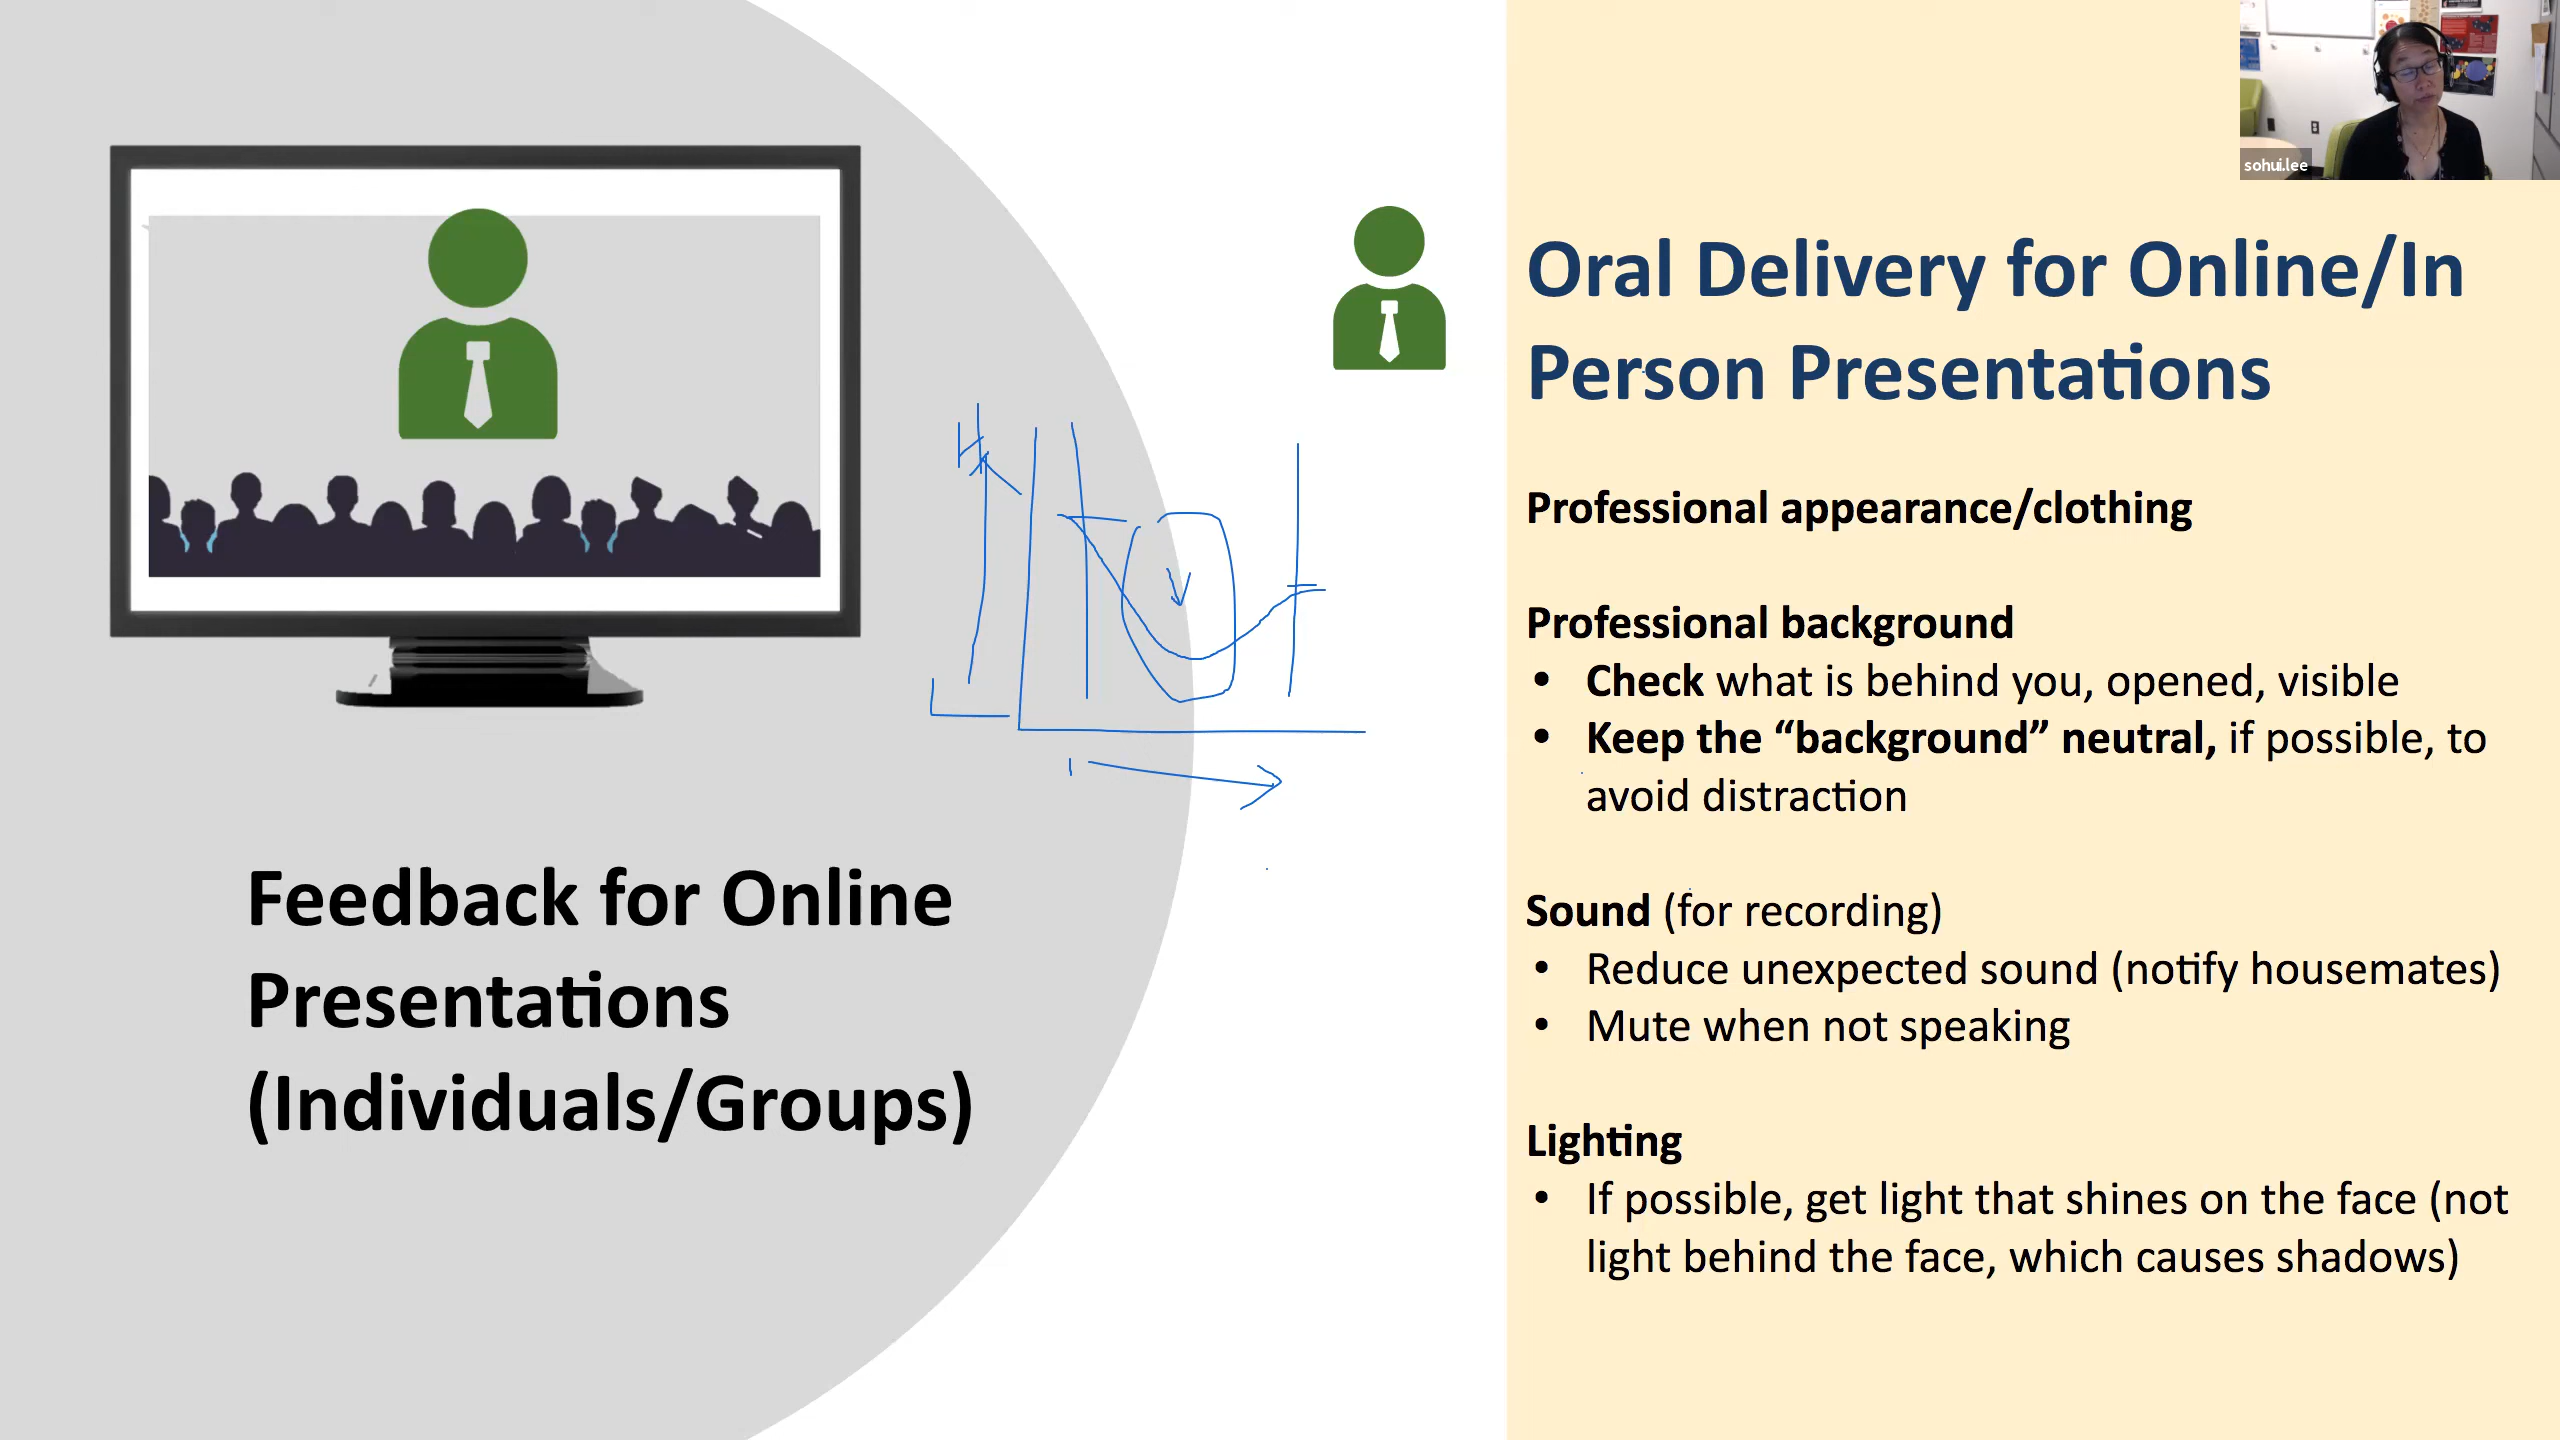 sohui.lee
Oral Delivery for Online/In
Person Presentations
Professional appearance/clothing
Professional background
• Check what is behind you, opened, visible
• Keep the “background” neutral, if possible, to
avoid distraction
Sound (for recording)
• Reduce unexpected sound (notify housemates)
• Mute when not speaking
Lighting
• If possible, get light that shines on the face (not
light behind the face, which causes shadows)
Feedback for Online
Presentations
(Individuals/Groups)